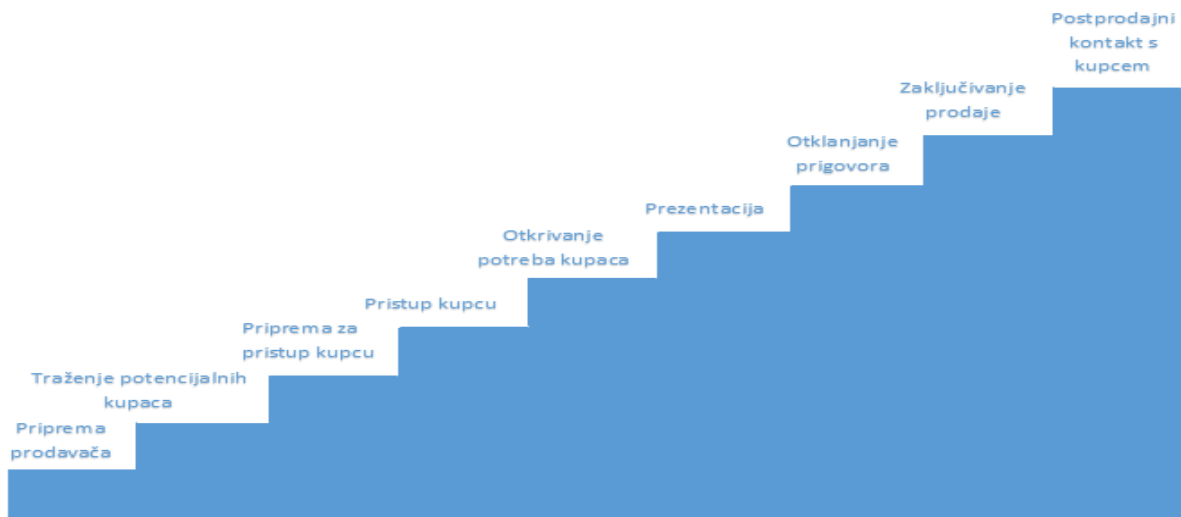 Priprema
prodavača
Traženje potencijalnih
kupaca
Priprema za
pristup kupcu
Pristup kupcu
Otkrivanje
potreba kupaca
Prezentacija
Otklanjanje
prigovora
Zaključivanje
prodaje
Postprodajni
kontakt s
kupcem